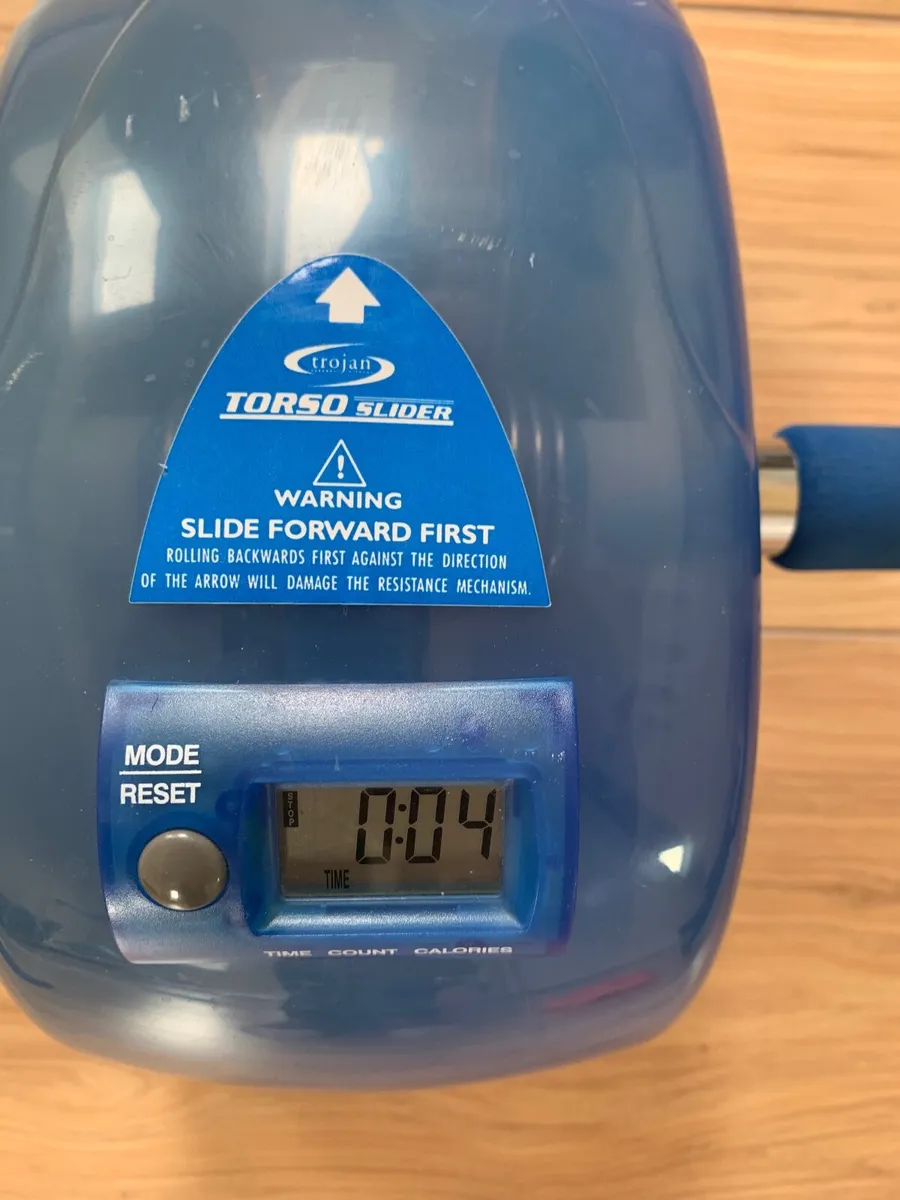 trojan
TORSO SLIDER
WARNING
SLIDE FORWARD FIRST
ROLLING BACKWARDS FIRST AGAINST THE DIRECTION
OF THE ARROW WILL DAMAGE THE RESISTANCE MECHANISM.
MODE
RESET
STOP
0:04
TIME
TIME COUNT CALORIES